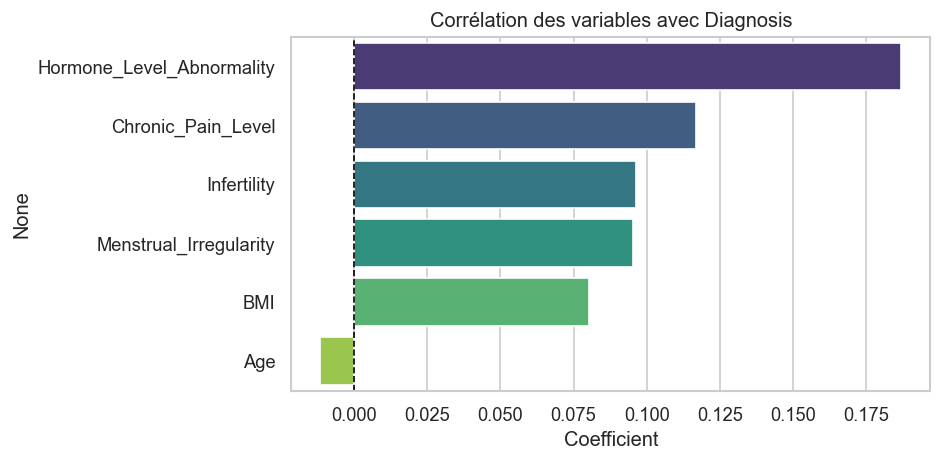 Corrélation des variables avec Diagnosis
Hormone_Level_Abnormality
Chronic_Pain_Level
Infertility
Menstrual_Irregularity
BMI
Age
None
0.000 0.025 0.050 0.075 0.100 0.125 0.150 0.175
Coefficient